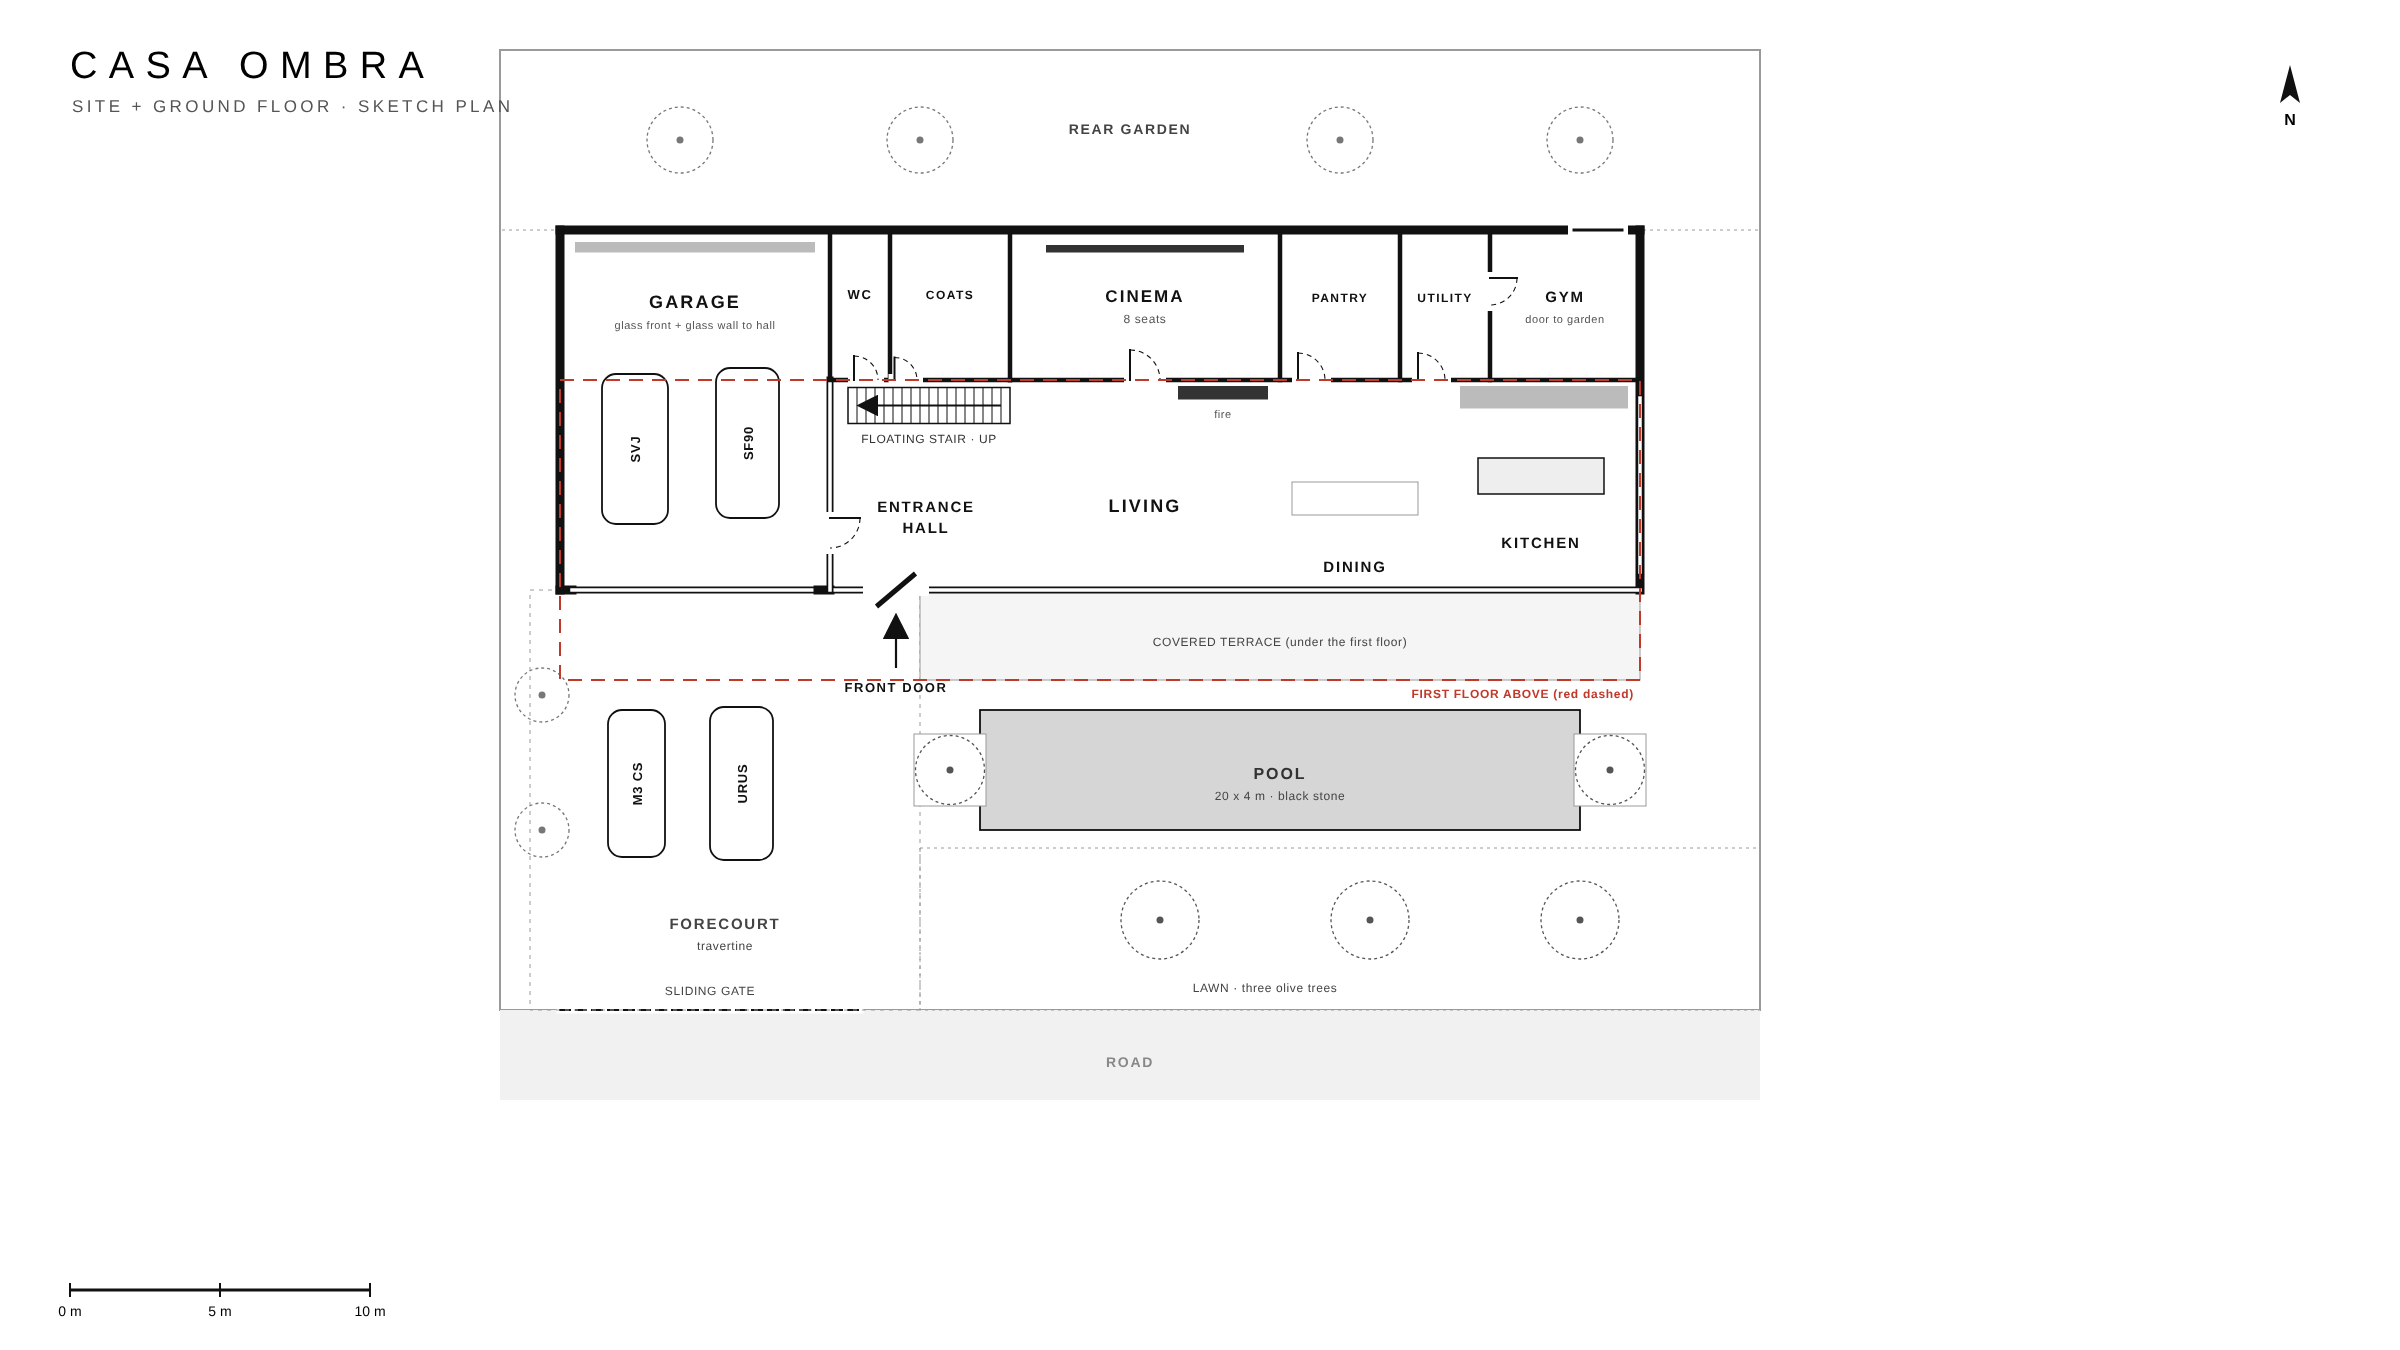 CASA OMBRA
SITE + GROUND FLOOR · SKETCH PLAN
N
REAR GARDEN
GARAGE
glass front + glass wall to hall
WC
COATS
CINEMA
8 seats
PANTRY
UTILITY
GYM
door to garden
SVJ
SF90
FLOATING STAIR · UP
fire
ENTRANCE
HALL
LIVING
DINING
KITCHEN
COVERED TERRACE (under the first floor)
FRONT DOOR
FIRST FLOOR ABOVE (red dashed)
M3 CS
URUS
POOL
20 x 4 m · black stone
FORECOURT
travertine
SLIDING GATE
LAWN · three olive trees
ROAD
0 m
5 m
10 m